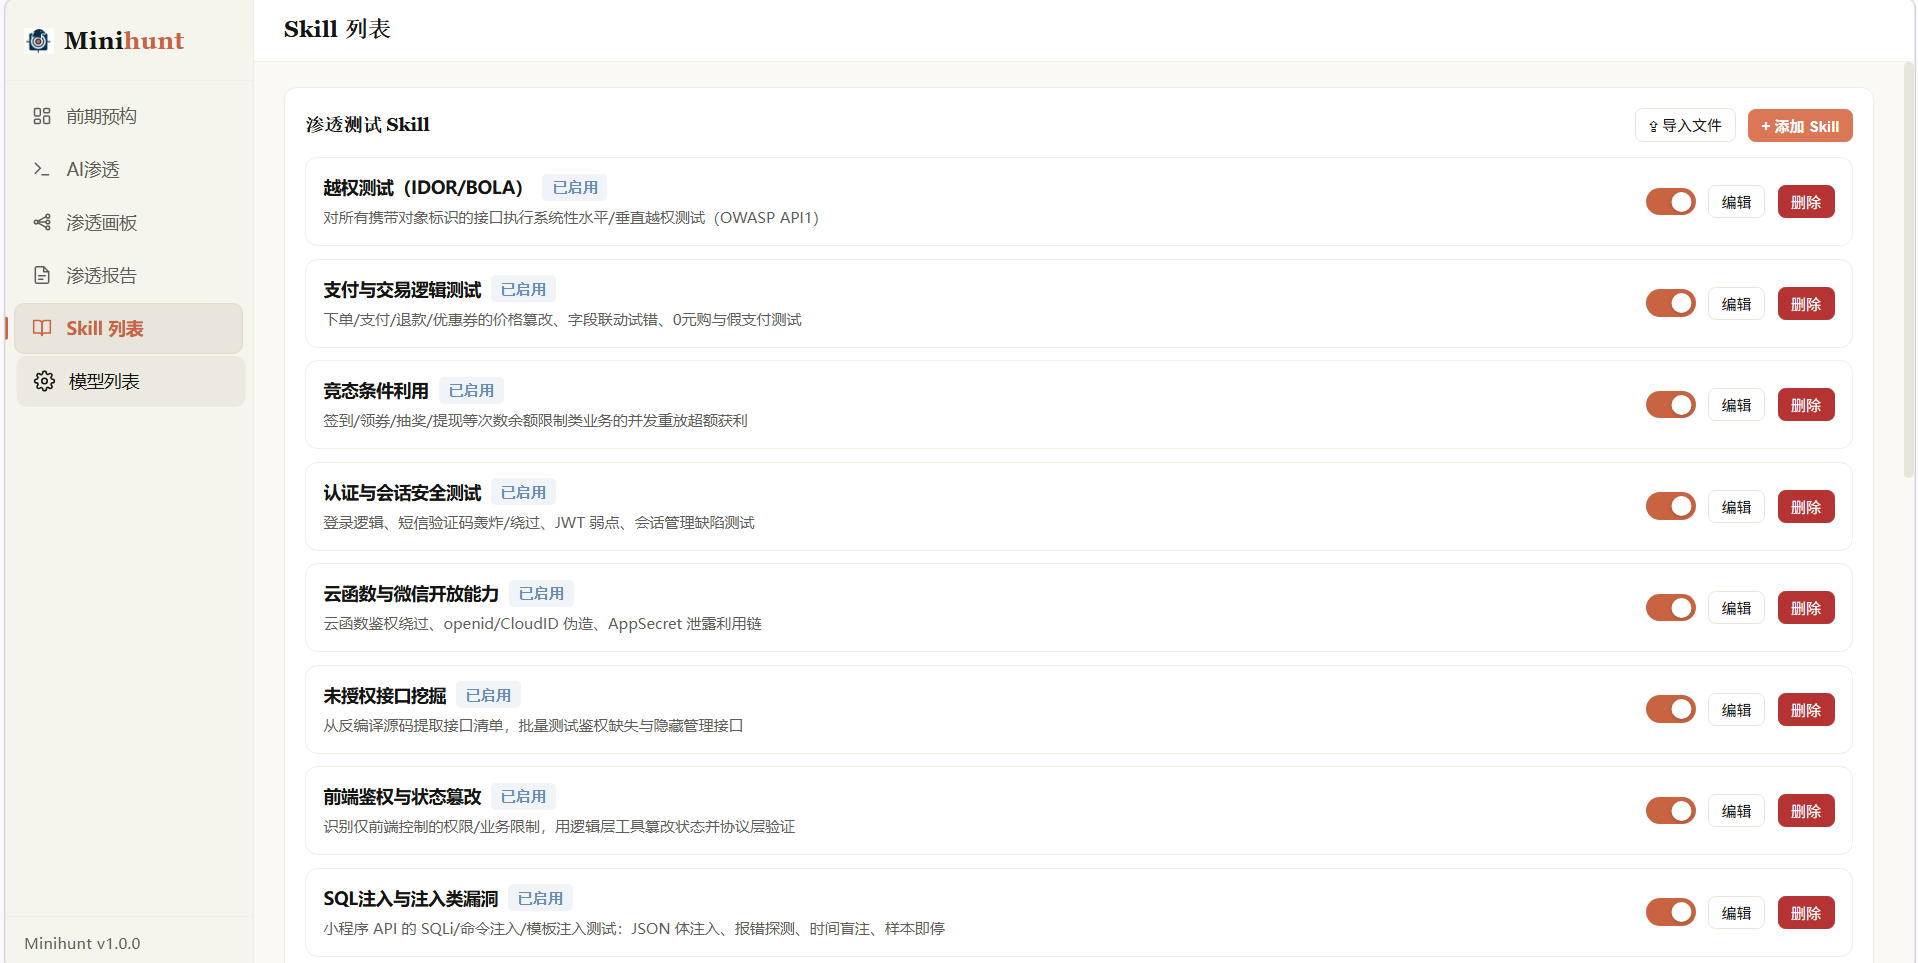 Minihunt
前期预构
AI渗透
渗透画板
渗透报告
Skill 列表
模型列表
Minihunt v1.0.0
Skill 列表
渗透测试 Skill
导入文件
+ 添加 Skill
越权测试（IDOR/BOLA） 已启用
对所有携带对象标识的接口执行系统性水平/垂直越权测试（OWASP API1）
编辑 删除
支付与交易逻辑测试 已启用
下单/支付/退款/优惠券的价格篡改、字段联动试错、0元购与假支付测试
编辑 删除
竞态条件利用 已启用
签到/领券/抽奖/提现等次数余额限制类业务的并发重放超额获利
编辑 删除
认证与会话安全测试 已启用
登录逻辑、短信验证码轰炸/绕过、JWT 弱点、会话管理缺陷测试
编辑 删除
云函数与微信开放能力 已启用
云函数鉴权绕过、openid/CloudID 伪造、AppSecret 泄露利用链
编辑 删除
未授权接口挖掘 已启用
从反编译源码提取接口清单，批量测试鉴权缺失与隐藏管理接口
编辑 删除
前端鉴权与状态篡改 已启用
识别仅前端控制的权限/业务限制，用逻辑层工具篡改状态并协议层验证
编辑 删除
SQL注入与注入类漏洞 已启用
小程序 API 的 SQLi/命令注入/模板注入测试：JSON 体注入、报错探测、时间盲注、样本即停
编辑 删除